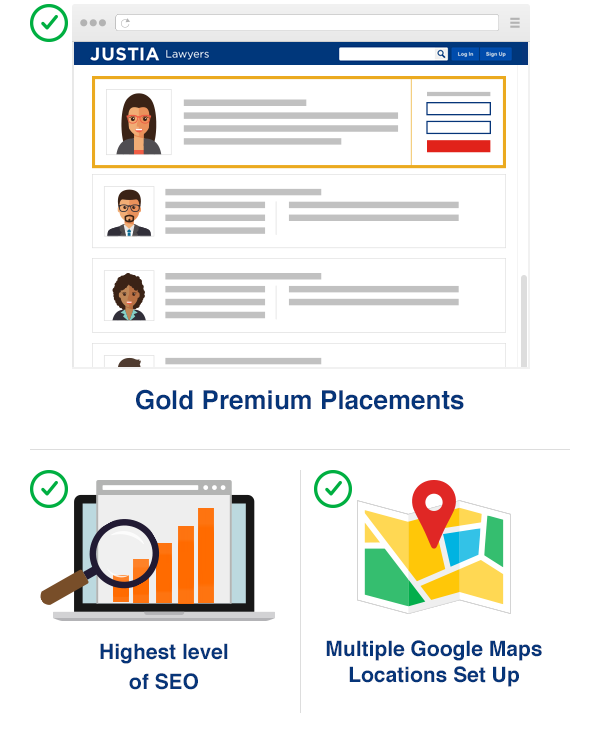 JUSTIA Lawyers
Log In
Sign Up
Gold Premium Placements
Highest level
of SEO
Multiple Google Maps
Locations Set Up